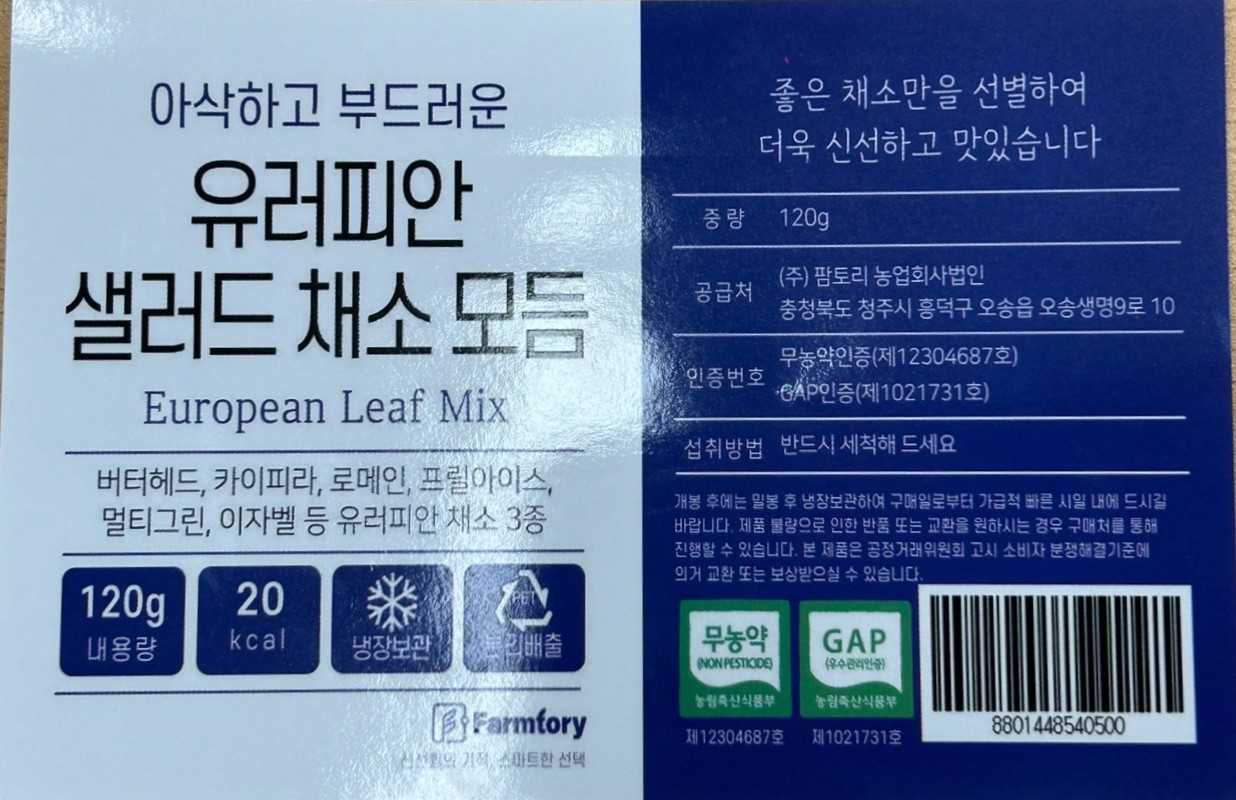 아삭하고 부드러운
유러피안
샐러드 채소 모듬
European Leaf Mix
버터헤드, 카이피라, 로메인, 프릴아이스,
멀티그린, 이자벨 등 유러피안 채소 3종
120g
내용량
20
kcal
냉장보관
PET
분리배출
Farmfory
신선함의 기적, 스마트한 선택
좋은 채소만을 선별하여
더욱 신선하고 맛있습니다
중량 120g
공급처 (주) 팜토리 농업회사법인
충청북도 청주시 흥덕구 오송읍 오송생명9로 10
인증번호 무농약인증(제12304687호)
GAP인증(제1021731호)
섭취방법 반드시 세척해 드세요
개봉 후에는 밀봉 후 냉장보관하여 구매일로부터 가급적 빠른 시일 내에 드시길
바랍니다. 제품 불량으로 인한 반품 또는 교환을 원하시는 경우 구매처를 통해
진행할 수 있습니다. 본 제품은 공정거래위원회 고시 소비자 분쟁해결기준에
의거 교환 또는 보상받으실 수 있습니다.
무농약
(NON PESTICIDE)
농림축산식품부
제12304687호
GAP
(우수관리인증)
농림축산식품부
제1021731호
8801448540500